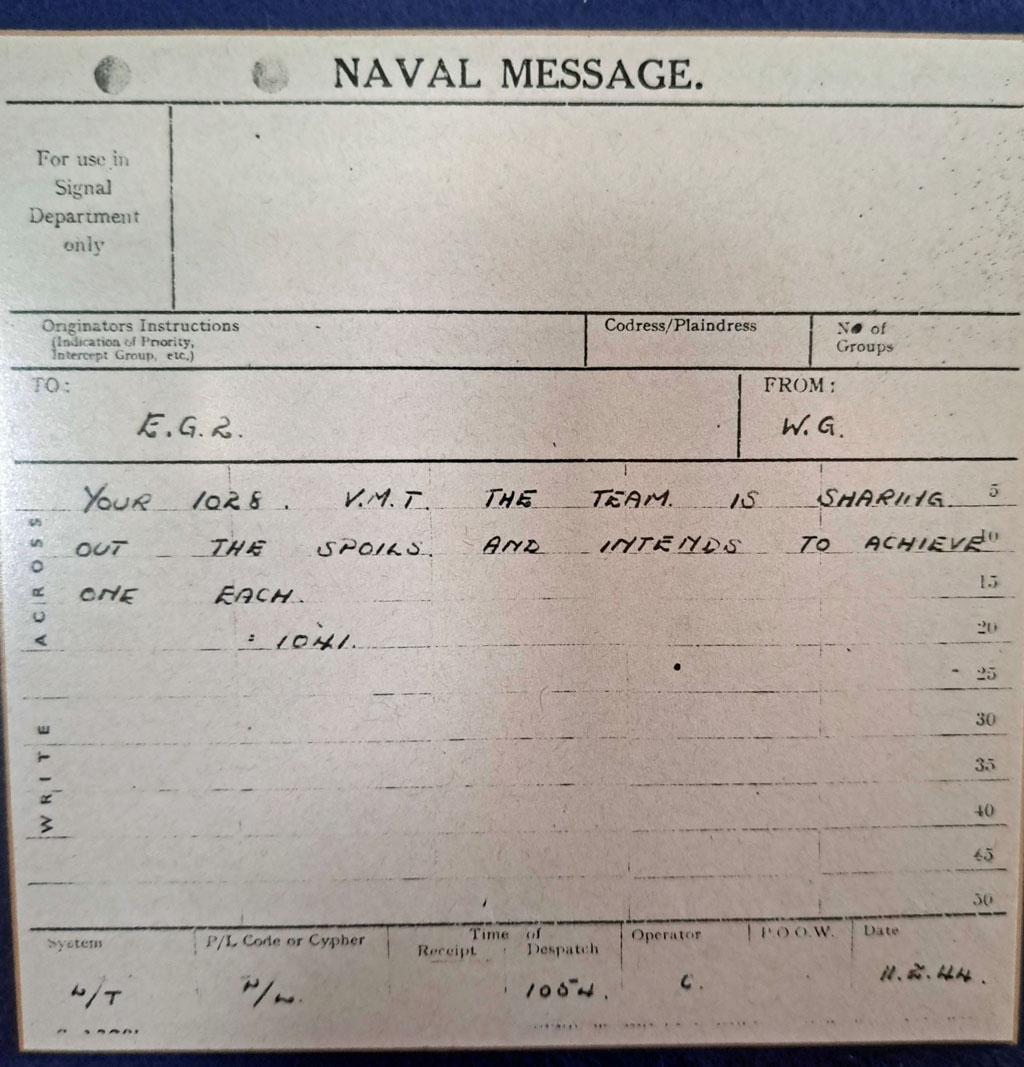 NAVAL MESSAGE.
For use in
Signal
Department
only
Originators Instructions
(Indication of Priority,
Intercept Group, etc.)
Codress/Plaindress
No of
Groups
TO:
E.G.2.
FROM:
W.G.
YOUR 1028. V.M.T. THE TEAM. IS SHARING 5
OUT THE SPOILS. AND INTENDS TO ACHIEVE 10
ONE EACH. 15
: 1041. 20
25
30
35
40
45
50
WRITE ACROSS
System
P/L Code or Cypher
Time of
Receipt Despatch
Operator
P.O.O.W.
Date
W/T
P/L.
1054.
C.
11.2.44.